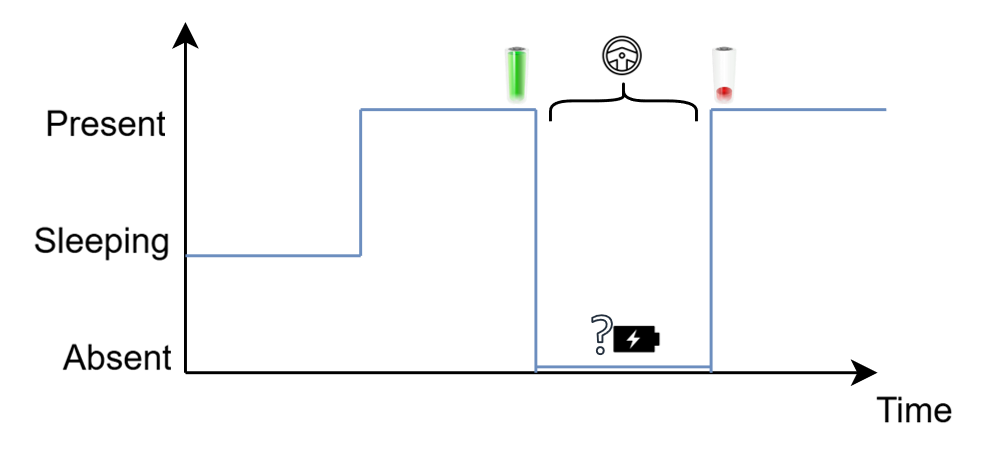 Present
Sleeping
?
Absent
Time